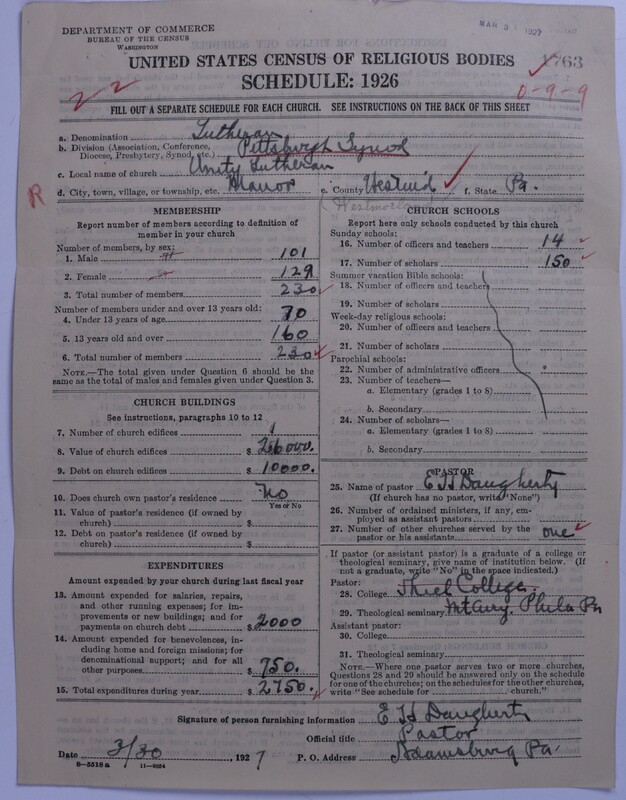 DEPARTMENT OF COMMERCE
BUREAU OF THE CENSUS
WASHINGTON
UNITED STATES CENSUS OF RELIGIOUS BODIES
SCHEDULE: 1926
2-2
0-9-9
FILL OUT A SEPARATE SCHEDULE FOR EACH CHURCH. SEE INSTRUCTIONS ON THE BACK OF THIS SHEET
a. Denomination Lutheran
b. Division (Association, Conference, Diocese, Presbytery, Synod, etc.) Pittsburgh Synod
c. Local name of church Unity Lutheran
d. City, town, village, or township, etc. Manor e. County Westm'd f. State Pa.
(Westmoreland)
R
MEMBERSHIP
Report number of members according to definition of
member in your church
Number of members, by sex:
1. Male 101
2. Female 129
3. Total number of members 230
Number of members under and over 13 years old:
4. Under 13 years of age 70
5. 13 years old and over 160
6. Total number of members 230
NOTE.—The total given under Question 6 should be
same as the total of males and females given under Question 3.
CHURCH BUILDINGS
See instructions, paragraphs 10 to 12
7. Number of church edifices 1
8. Value of church edifices $
9. Debt on church edifices $ 10000.
10. Does church own pastor's residence No
Yes or No
11. Value of pastor's residence (if owned by
church) $
12. Debt on pastor's residence (if owned by
church) $
EXPENDITURES
Amount expended by your church during last fiscal year
13. Amount expended for salaries, repairs,
and other running expenses; for im-
provements or new buildings; and for
payments on church debt $ 2000
14. Amount expended for benevolences, in-
cluding home and foreign missions; for
denominational support; and for all
other purposes $ 750.
15. Total expenditures during year $ 2750.
CHURCH SCHOOLS
Report here only schools conducted by this church
Sunday schools:
16. Number of officers and teachers 14
17. Number of scholars 150
Summer vacation Bible schools:
18. Number of officers and teachers
19. Number of scholars
Week-day religious schools:
20. Number of officers and teachers
21. Number of scholars
Parochial schools:
22. Number of administrative officers
23. Number of teachers—
a. Elementary (grades 1 to 8)
b. Secondary
24. Number of scholars—
a. Elementary (grades 1 to 8)
b. Secondary
PASTOR
25. Name of pastor E H Daugherty
(If church has no pastor, write "None")
26. Number of ordained ministers, if any, em-
ployed as assistant pastors
27. Number of other churches served by the
pastor or his assistants one
If pastor (or assistant pastor) is a graduate of a college or
theological seminary, give name of institution below. (If
not a graduate, write "No" in the space indicated.)
Pastor:
28. College Thiel College
29. Theological seminary Mt Airy. Phila Pa
Assistant pastor:
30. College
31. Theological seminary
NOTE.—Where one pastor serves two or more churches,
Questions 28 and 29 should be answered only on the schedule
for one of the churches; on the schedules for the other churches,
write "See schedule for church."
Signature of person furnishing information E H Daugherty
Official title Pastor
Date 3/30, 1927 P. O. Address Adamsburg Pa.
8-5518a 11-9224